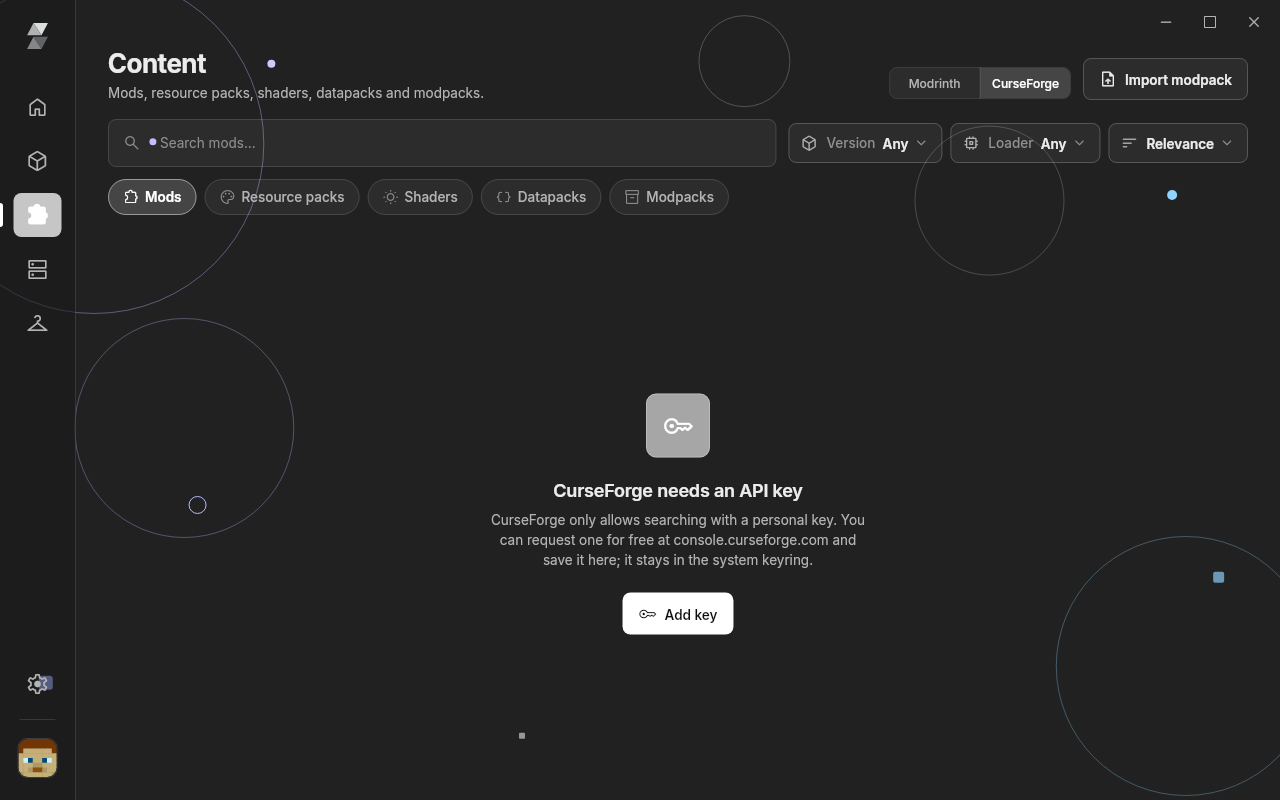 Content
Mods, resource packs, shaders, datapacks and modpacks.
Modrinth
CurseForge
Import modpack
Search mods...
Version Any
Loader Any
Relevance
Mods
Resource packs
Shaders
Datapacks
Modpacks
CurseForge needs an API key
CurseForge only allows searching with a personal key. You
can request one for free at console.curseforge.com and
save it here; it stays in the system keyring.
Add key